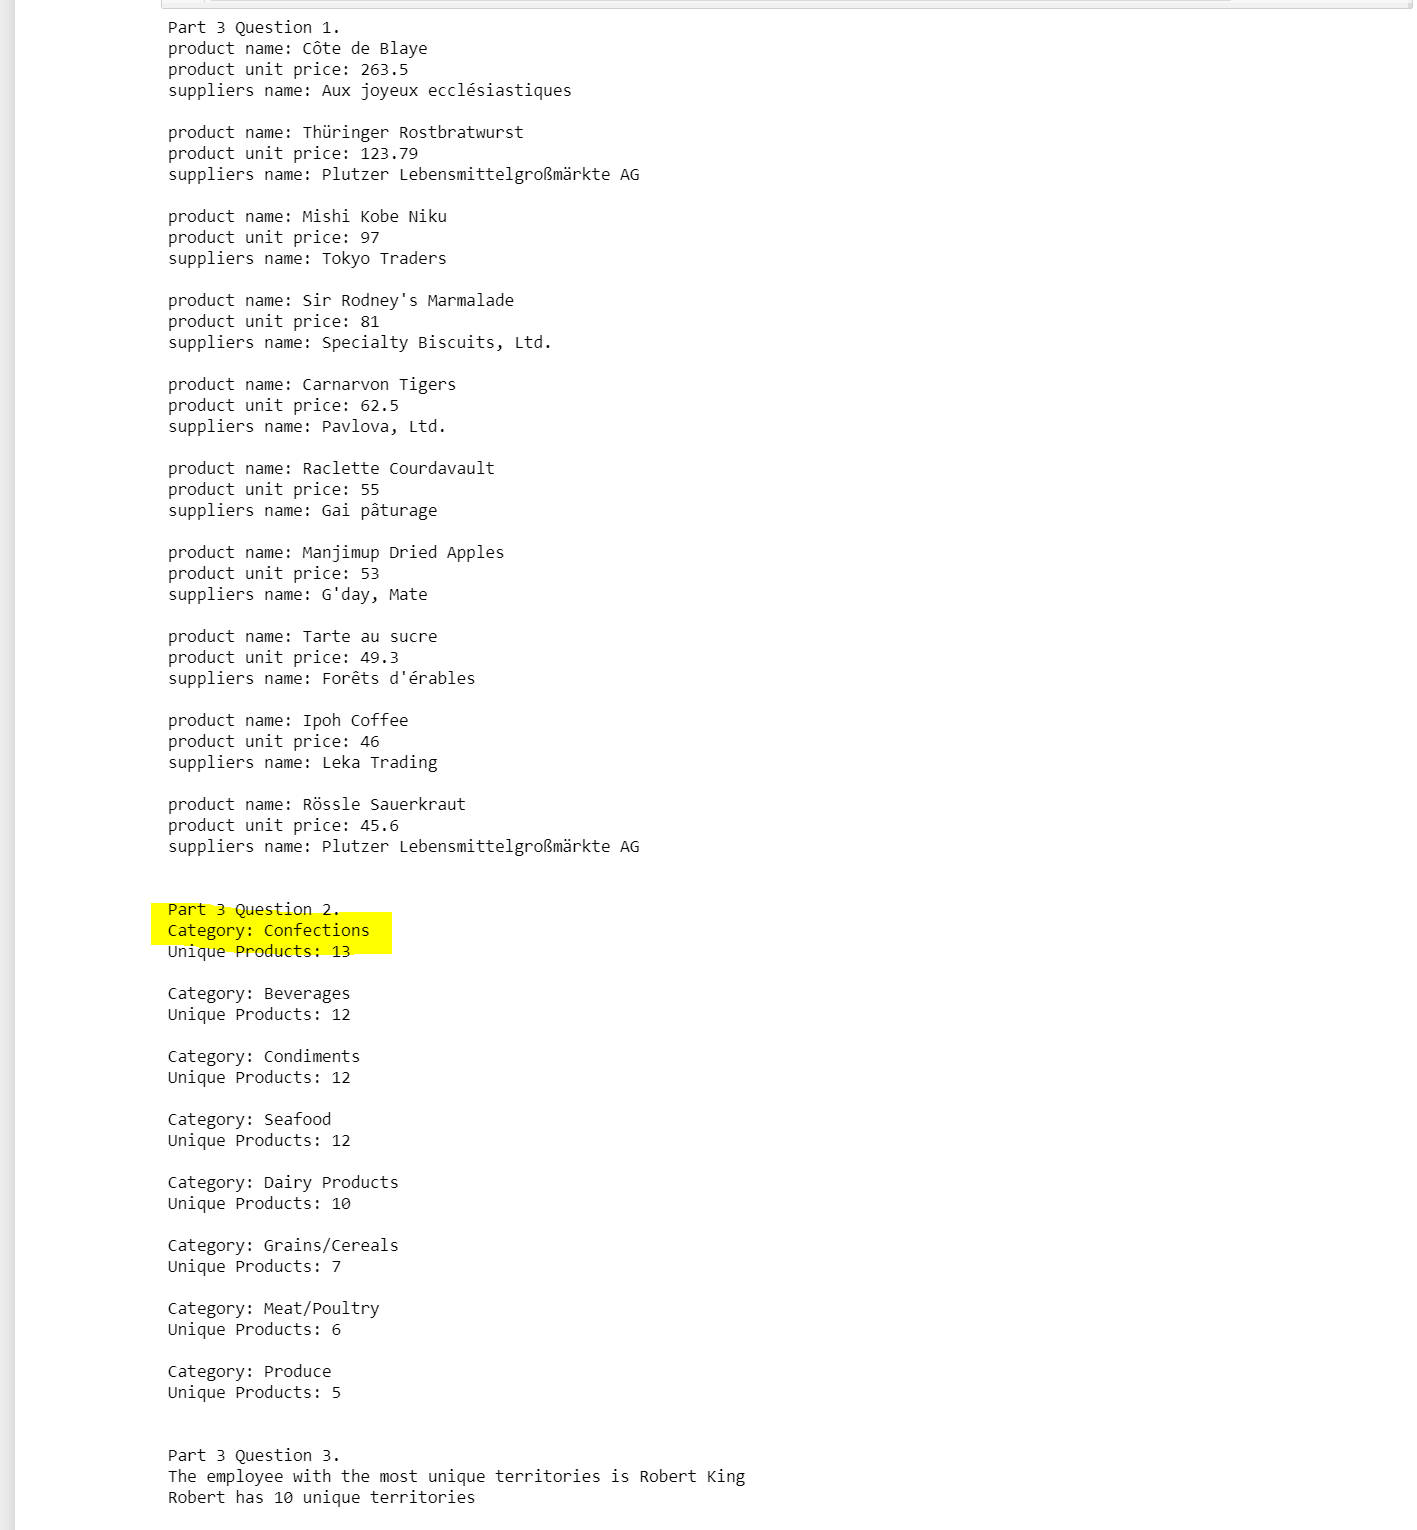 Part 3 Question 1.
product name: Côte de Blaye
product unit price: 263.5
suppliers name: Aux joyeux ecclésiastiques
product name: Thüringer Rostbratwurst
product unit price: 123.79
suppliers name: Plutzer Lebensmittelgroßmärkte AG
product name: Mishi Kobe Niku
product unit price: 97
suppliers name: Tokyo Traders
product name: Sir Rodney's Marmalade
product unit price: 81
suppliers name: Specialty Biscuits, Ltd.
product name: Carnarvon Tigers
product unit price: 62.5
suppliers name: Pavlova, Ltd.
product name: Raclette Courdavault
product unit price: 55
suppliers name: Gai pâturage
product name: Manjimup Dried Apples
product unit price: 53
suppliers name: G'day, Mate
product name: Tarte au sucre
product unit price: 49.3
suppliers name: Forêts d'érables
product name: Ipoh Coffee
product unit price: 46
suppliers name: Leka Trading
product name: Rössle Sauerkraut
product unit price: 45.6
suppliers name: Plutzer Lebensmittelgroßmärkte AG
Part 3 Question 2.
Category: Confections
Unique Products: 13
Category: Beverages
Unique Products: 12
Category: Condiments
Unique Products: 12
Category: Seafood
Unique Products: 12
Category: Dairy Products
Unique Products: 10
Category: Grains/Cereals
Unique Products: 7
Category: Meat/Poultry
Unique Products: 6
Category: Produce
Unique Products: 5
Part 3 Question 3.
The employee with the most unique territories is Robert King
Robert has 10 unique territories